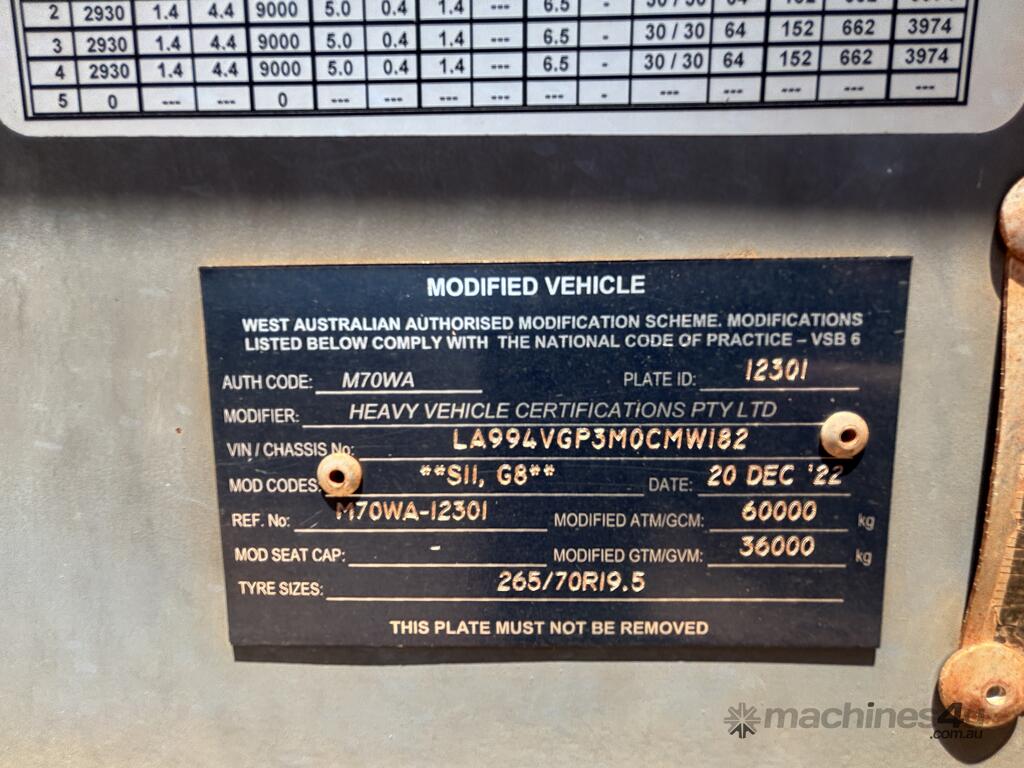 2 2930 1.4 4.4 9000 5.0 0.4 1.4 --- 6.5 - 30 / 30 64 152 662 3974
3 2930 1.4 4.4 9000 5.0 0.4 1.4 --- 6.5 - 30 / 30 64 152 662 3974
4 2930 1.4 4.4 9000 5.0 0.4 1.4 --- 6.5 - 30 / 30 64 152 662 3974
5 0 --- --- 0 --- --- --- --- --- - --- --- --- --- ---
MODIFIED VEHICLE
WEST AUSTRALIAN AUTHORISED MODIFICATION SCHEME. MODIFICATIONS
LISTED BELOW COMPLY WITH THE NATIONAL CODE OF PRACTICE – VSB 6
AUTH CODE: M70WA PLATE ID: 12301
MODIFIER: HEAVY VEHICLE CERTIFICATIONS PTY LTD
VIN / CHASSIS No: LA994VGP3M0CMW182
MOD CODES: **S11, G8** DATE: 20 DEC '22
REF. No: M70WA-12301 MODIFIED ATM/GCM: 60000 kg
MOD SEAT CAP: - MODIFIED GTM/GVM: 36000 kg
TYRE SIZES: 265/70R19.5
THIS PLATE MUST NOT BE REMOVED
machines4u
.com.au